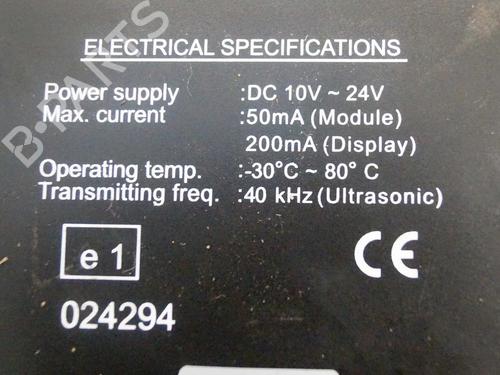 ELECTRICAL SPECIFICATIONS
Power supply :DC 10V ~ 24V
Max. current :50mA (Module)
200mA (Display)
Operating temp. :-30°C ~ 80° C
Transmitting freq. :40 kHz (Ultrasonic)
e 1
CE
024294
B-PARTS